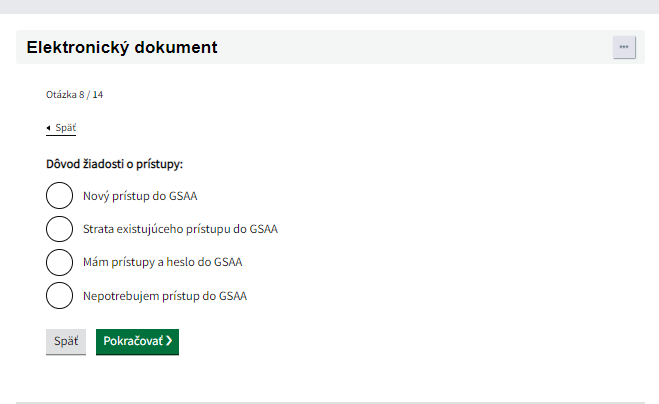 Elektronický dokument
Otázka 8 / 14
Späť
Dôvod žiadosti o prístupy:
Nový prístup do GSAA
Strata existujúceho prístupu do GSAA
Mám prístupy a heslo do GSAA
Nepotrebujem prístup do GSAA
Späť
Pokračovať